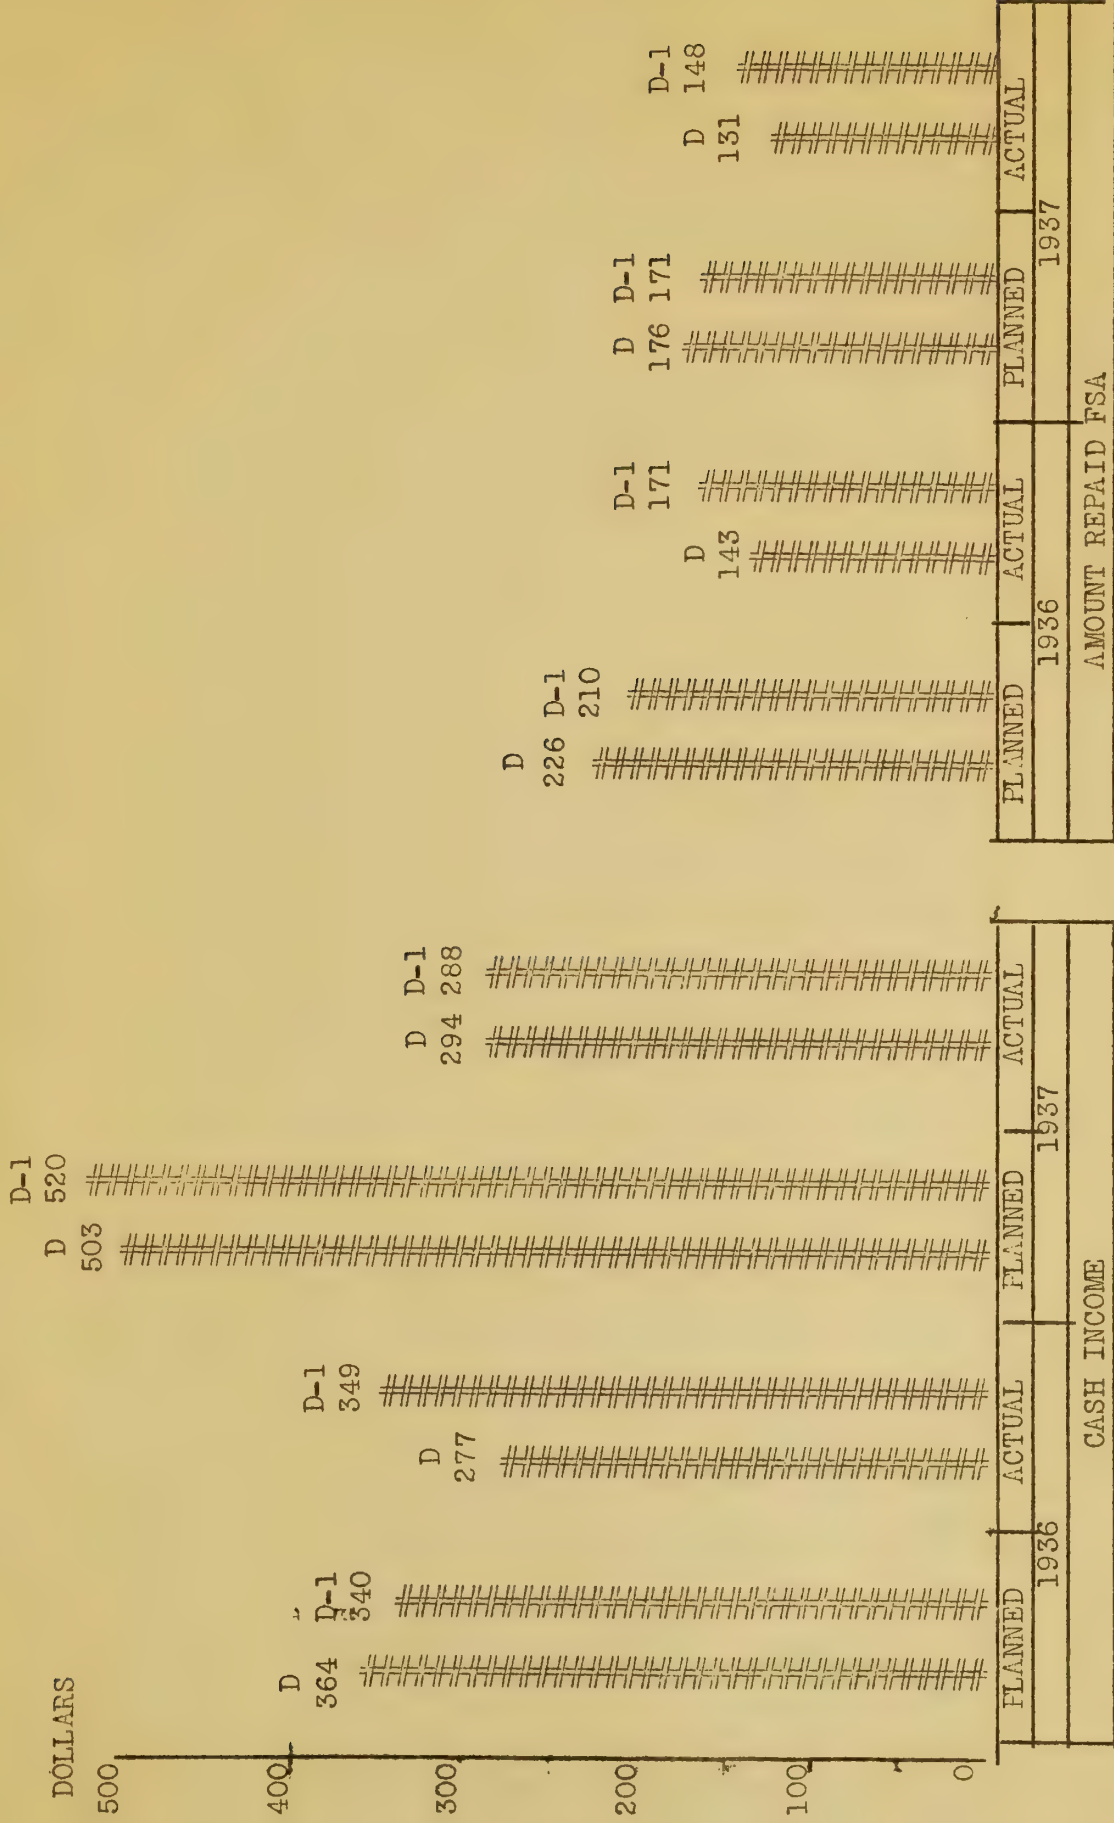 DOLLARS
500
400
300
200
100
0
D
364
D-1
340
D
277
D-1
349
D
503
D-1
520
D
294
D-1
288
D
226
D-1
210
D
143
D-1
171
D
176
D-1
171
D
131
D-1
148
PLANNED ACTUAL PLANNED ACTUAL
1936 1937
CASH INCOME
PLANNED ACTUAL PLANNED ACTUAL
1936 1937
AMOUNT REPAID FSA